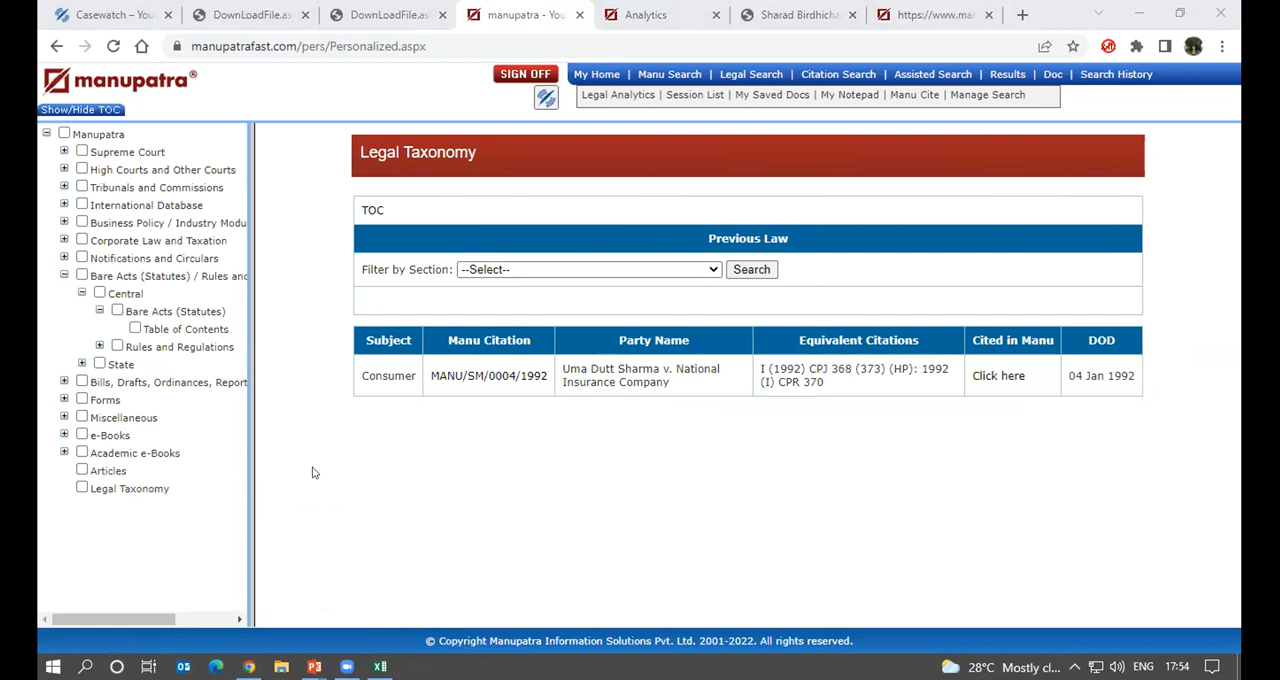 Casewatch – You
DownLoadFile.as
DownLoadFile.as
manupatra - You
Analytics
Sharad Birdhicha
https://www.ma
manupatrafast.com/pers/Personalized.aspx
manupatra®
SIGN OFF
My Home | Manu Search | Legal Search | Citation Search | Assisted Search | Results | Doc | Search History
Legal Analytics | Session List | My Saved Docs | My Notepad | Manu Cite | Manage Search
Show/Hide TOC
Manupatra
Supreme Court
High Courts and Other Courts
Tribunals and Commissions
International Database
Business Policy / Industry Modu
Corporate Law and Taxation
Notifications and Circulars
Bare Acts (Statutes) / Rules and
Central
Bare Acts (Statutes)
Table of Contents
Rules and Regulations
State
Bills, Drafts, Ordinances, Report
Forms
Miscellaneous
e-Books
Academic e-Books
Articles
Legal Taxonomy
Legal Taxonomy
TOC
Previous Law
Filter by Section: --Select-- Search
Subject Manu Citation Party Name Equivalent Citations Cited in Manu DOD
Consumer MANU/SM/0004/1992 Uma Dutt Sharma v. National I (1992) CPJ 368 (373) (HP): 1992 Click here 04 Jan 1992
Insurance Company (I) CPR 370
© Copyright Manupatra Information Solutions Pvt. Ltd. 2001-2022. All rights reserved.
28°C Mostly cl... ENG 17:54